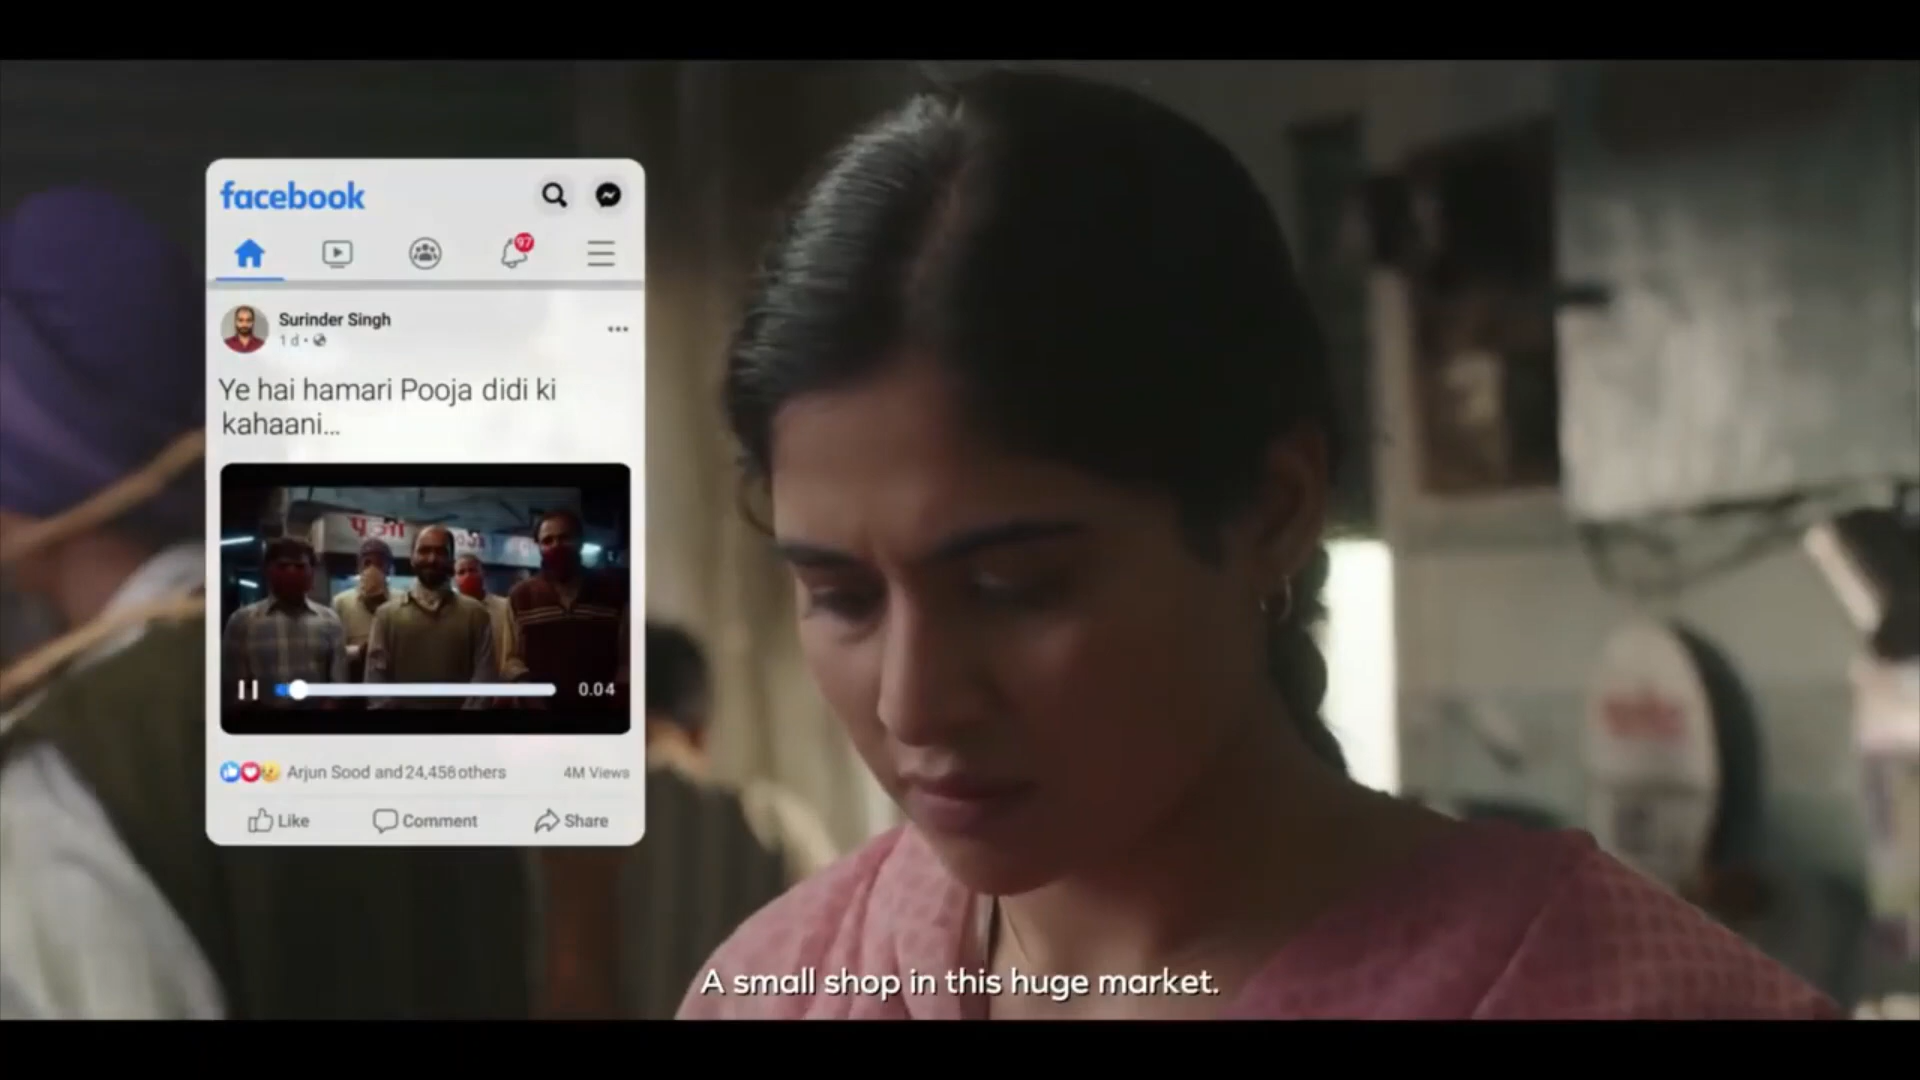 facebook
97
Surinder Singh
1 d
Ye hai hamari Pooja didi ki
kahaani...
0.04
Arjun Sood and 24,458 others
4M Views
Like
Comment
Share
A small shop in this huge market.